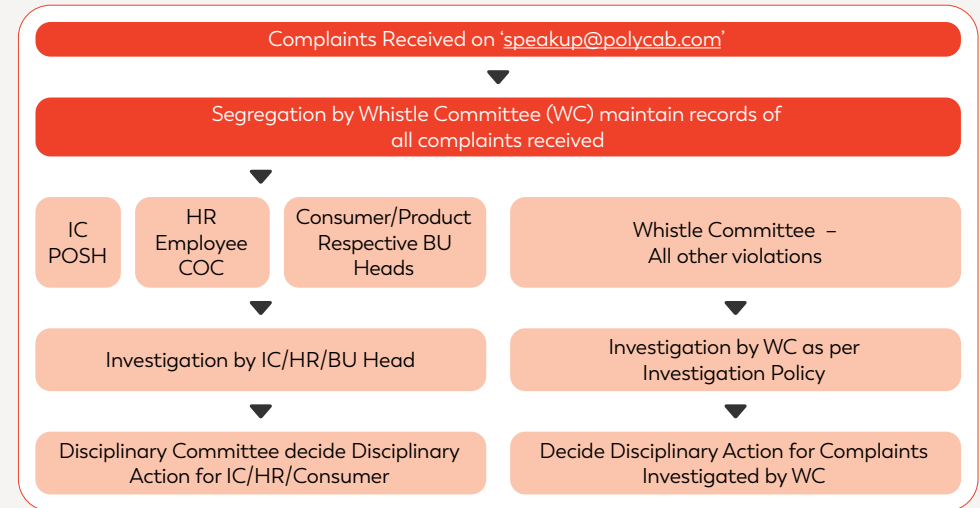 Complaints Received on ‘speakup@polycab.com’
Segregation by Whistle Committee (WC) maintain records of
all complaints received
IC
POSH
HR
Employee
COC
Consumer/Product
Respective BU
Heads
Whistle Committee –
All other violations
Investigation by IC/HR/BU Head
Investigation by WC as per
Investigation Policy
Disciplinary Committee decide Disciplinary
Action for IC/HR/Consumer
Decide Disciplinary Action for Complaints
Investigated by WC